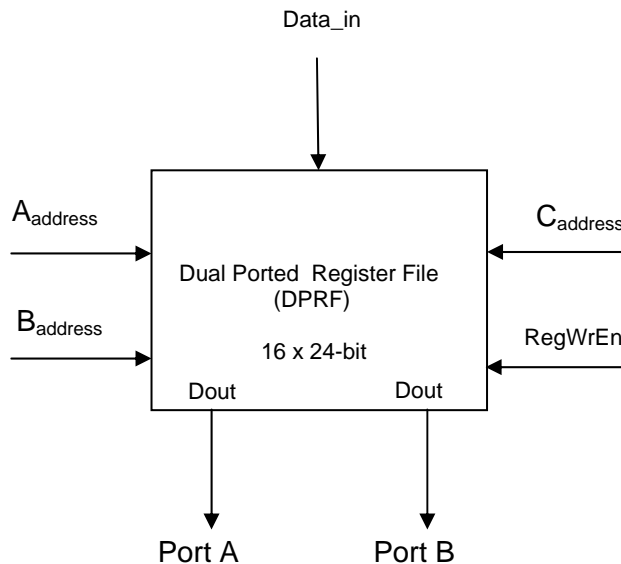 Data_in
Aaddress
Caddress
Dual Ported Register File
(DPRF)
Baddress
RegWrEn
16 x 24-bit
Dout Dout
Port A Port B